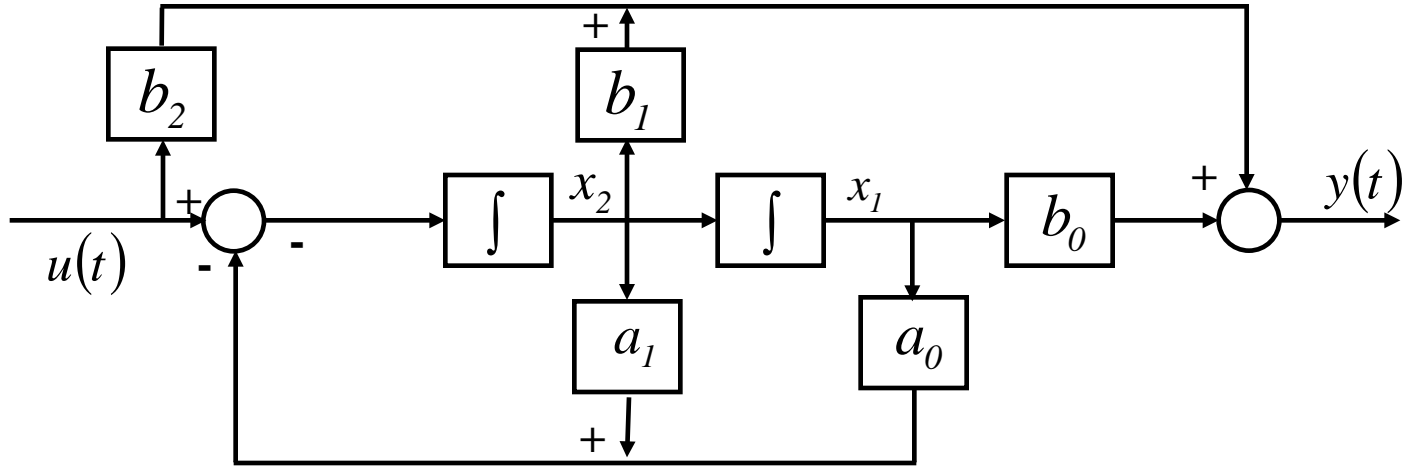 +
b₂
b₁
+
∫
x₂
∫
x₁
b₀
+
y(t)
u(t)
-
-
a₁
a₀
+